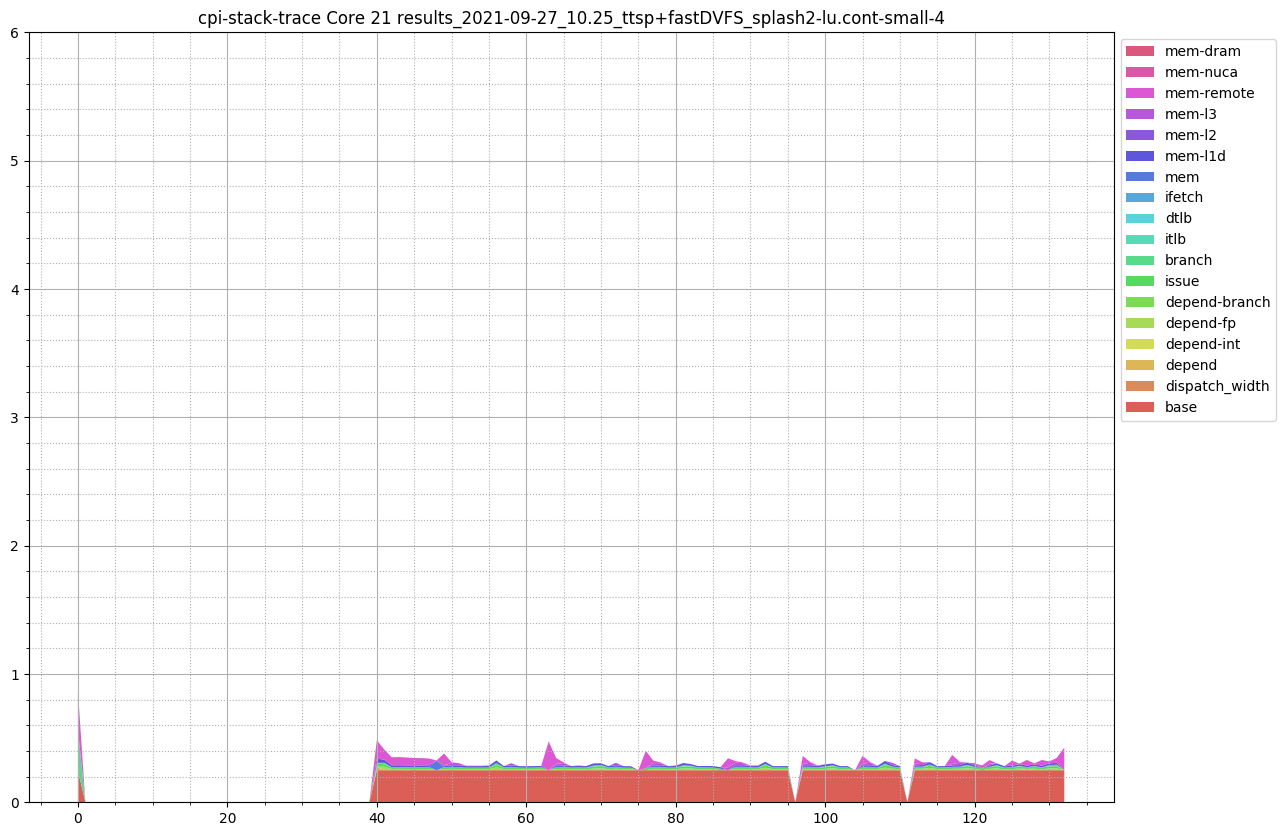 cpi-stack-trace Core 21 results_2021-09-27_10.25_ttsp+fastDVFS_splash2-lu.cont-small-4
6
5
4
3
2
1
0
0 20 40 60 80 100 120
mem-dram
mem-nuca
mem-remote
mem-l3
mem-l2
mem-l1d
mem
ifetch
dtlb
itlb
branch
issue
depend-branch
depend-fp
depend-int
depend
dispatch_width
base